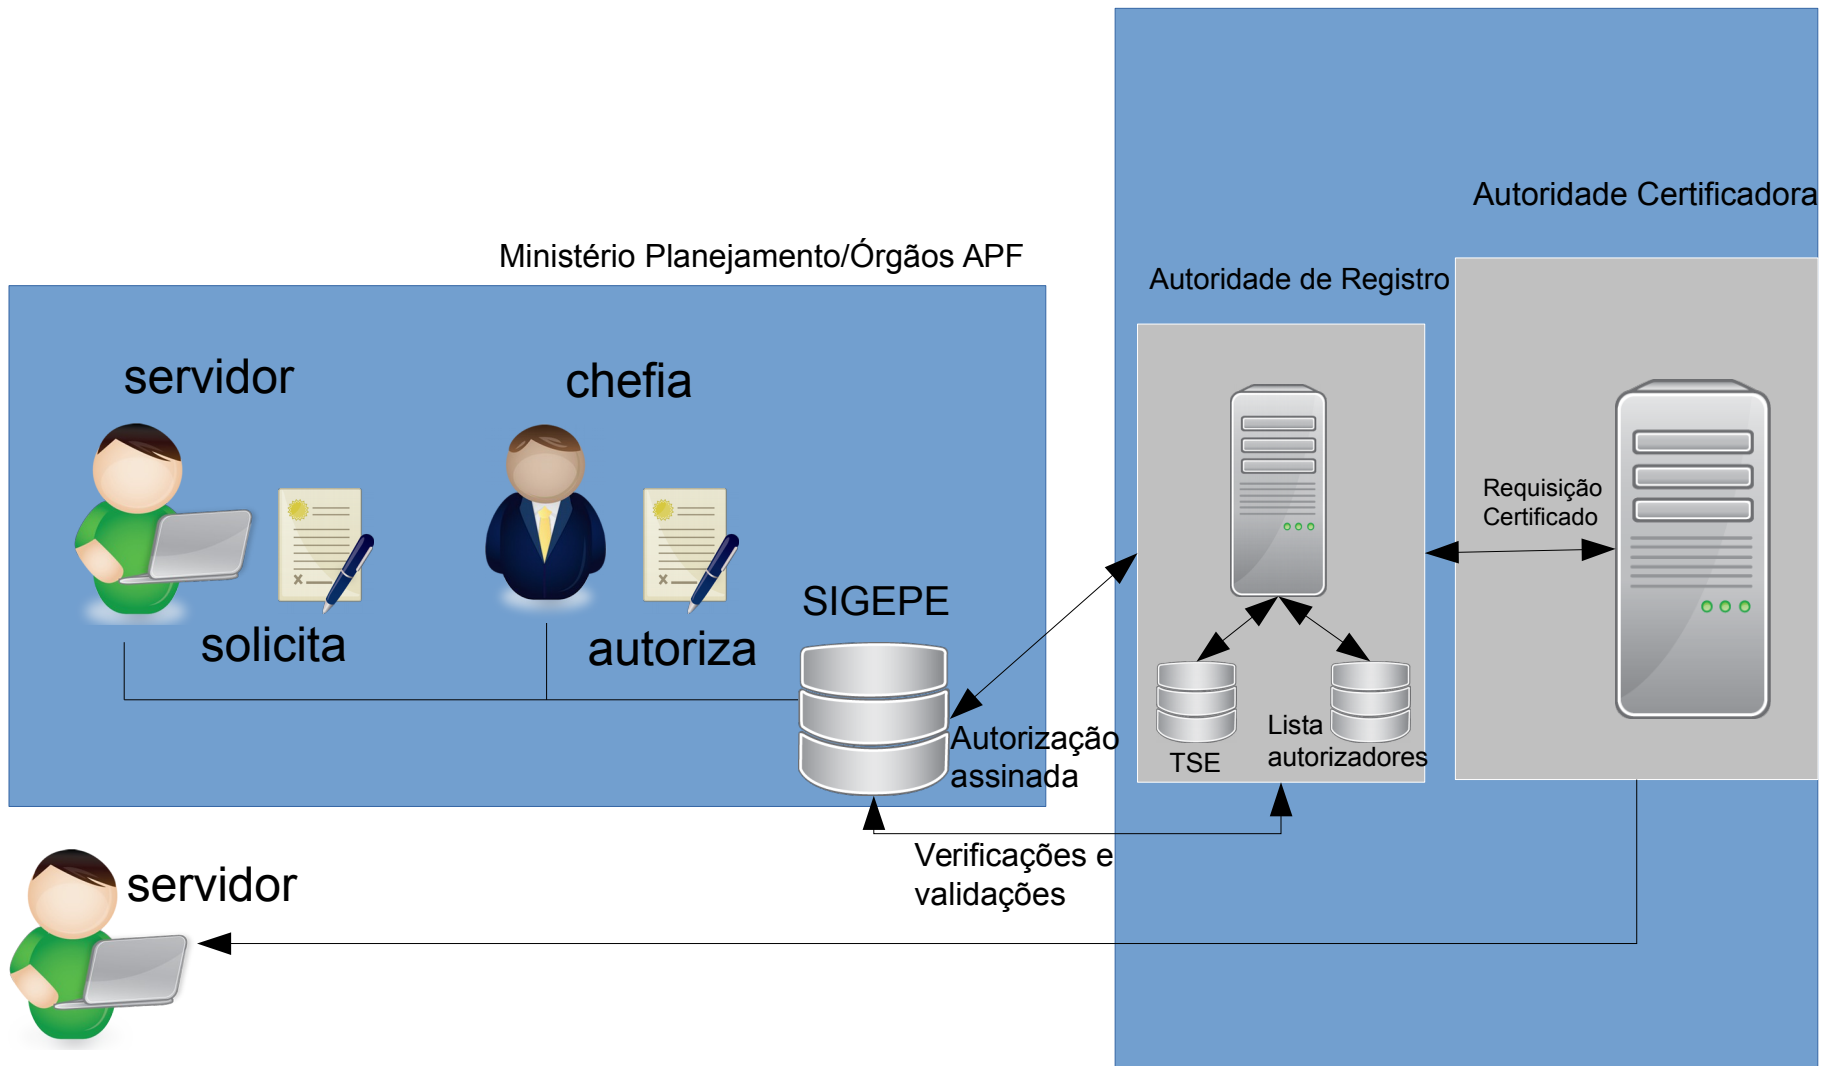 Autoridade Certificadora
Ministério Planejamento/Órgãos APF
Autoridade de Registro
servidor
chefia
Requisição
Certificado
SIGEPE
solicita
autoriza
Autorização
assinada
Lista
autorizadores
TSE
Verificações e
validações
servidor